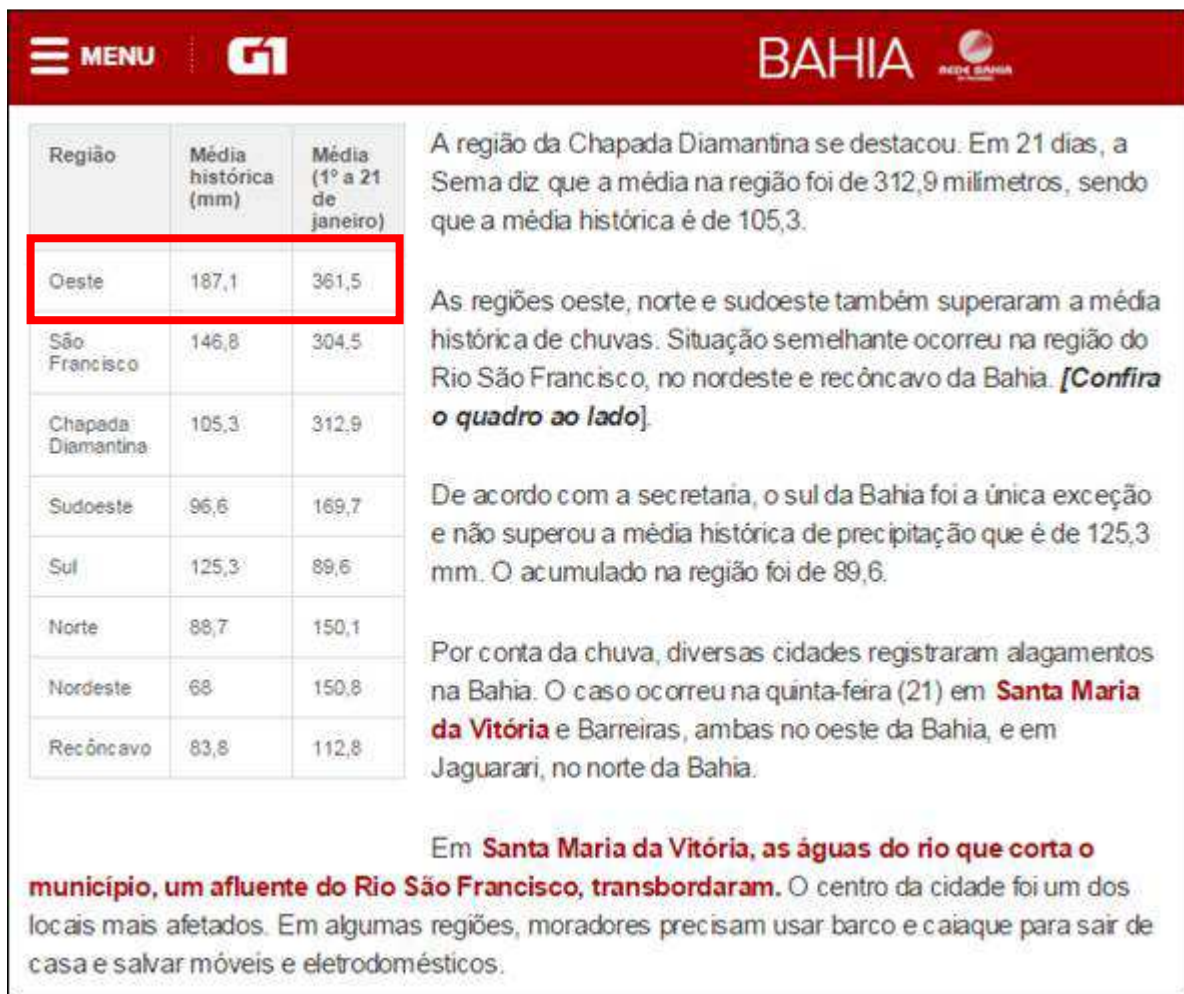 MENU G1 BAHIA REDE BAHIA
Região Média histórica (mm) Média (1º a 21 de janeiro)
Oeste 187,1 361,5
São Francisco 146,8 304,5
Chapada Diamantina 105,3 312,9
Sudoeste 96,6 169,7
Sul 125,3 89,6
Norte 88,7 150,1
Nordeste 68 150,8
Recôncavo 83,8 112,8
A região da Chapada Diamantina se destacou. Em 21 dias, a
Sema diz que a média na região foi de 312,9 milímetros, sendo
que a média histórica é de 105,3.
As regiões oeste, norte e sudoeste também superaram a média
histórica de chuvas. Situação semelhante ocorreu na região do
Rio São Francisco, no nordeste e recôncavo da Bahia. [Confira
o quadro ao lado].
De acordo com a secretaria, o sul da Bahia foi a única exceção
e não superou a média histórica de precipitação que é de 125,3
mm. O acumulado na região foi de 89,6.
Por conta da chuva, diversas cidades registraram alagamentos
na Bahia. O caso ocorreu na quinta-feira (21) em Santa Maria
da Vitória e Barreiras, ambas no oeste da Bahia, e em
Jaguarari, no norte da Bahia.
Em Santa Maria da Vitória, as águas do rio que corta o
município, um afluente do Rio São Francisco, transbordaram. O centro da cidade foi um dos
locais mais afetados. Em algumas regiões, moradores precisam usar barco e caiaque para sair de
casa e salvar móveis e eletrodomésticos.